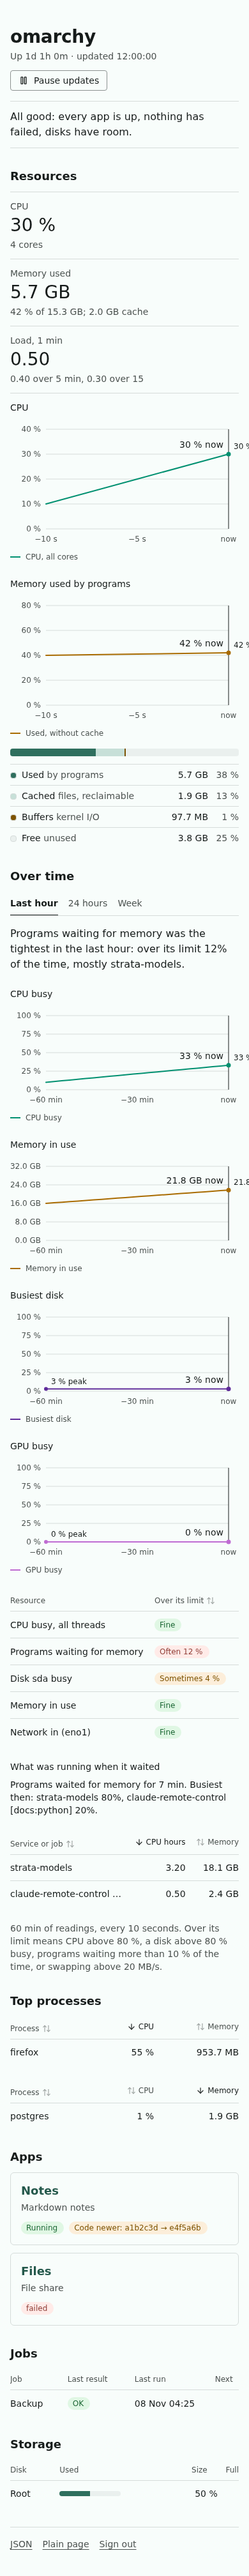 omarchy
Up 1d 1h 0m · updated 12:00:00
Pause updates
All good: every app is up, nothing has
failed, disks have room.
Resources
CPU
30 %
4 cores
Memory used
5.7 GB
42 % of 15.3 GB; 2.0 GB cache
Load, 1 min
0.50
0.40 over 5 min, 0.30 over 15
CPU
40 %
30 % now 30 %
30 %
20 %
10 %
0 %
−10 s −5 s now
CPU, all cores
Memory used by programs
80 %
60 %
42 % now 42 %
40 %
20 %
0 %
−10 s −5 s now
Used, without cache
Used by programs 5.7 GB 38 %
Cached files, reclaimable 1.9 GB 13 %
Buffers kernel I/O 97.7 MB 1 %
Free unused 3.8 GB 25 %
Over time
Last hour 24 hours Week
Programs waiting for memory was the
tightest in the last hour: over its limit 12%
of the time, mostly strata-models.
CPU busy
100 %
75 %
50 %
33 % now 33 %
25 %
0 %
−60 min −30 min now
CPU busy
Memory in use
32.0 GB
24.0 GB
21.8 GB now 21.8
16.0 GB
8.0 GB
0.0 GB
−60 min −30 min now
Memory in use
Busiest disk
100 %
75 %
50 %
25 %
3 % peak 3 % now
0 %
−60 min −30 min now
Busiest disk
GPU busy
100 %
75 %
50 %
25 %
0 % peak 0 % now
0 %
−60 min −30 min now
GPU busy
Resource Over its limit
CPU busy, all threads Fine
Programs waiting for memory Often 12 %
Disk sda busy Sometimes 4 %
Memory in use Fine
Network in (eno1) Fine
What was running when it waited
Programs waited for memory for 7 min. Busiest
then: strata-models 80%, claude-remote-control
[docs:python] 20%.
Service or job CPU hours Memory
strata-models 3.20 18.1 GB
claude-remote-control … 0.50 2.4 GB
60 min of readings, every 10 seconds. Over its
limit means CPU above 80 %, a disk above 80 %
busy, programs waiting more than 10 % of the
time, or swapping above 20 MB/s.
Top processes
Process CPU Memory
firefox 55 % 953.7 MB
Process CPU Memory
postgres 1 % 1.9 GB
Apps
Notes
Markdown notes
Running Code newer: a1b2c3d → e4f5a6b
Files
File share
failed
Jobs
Job Last result Last run Next
Backup OK 08 Nov 04:25
Storage
Disk Used Size Full
Root 50 %
JSON Plain page Sign out